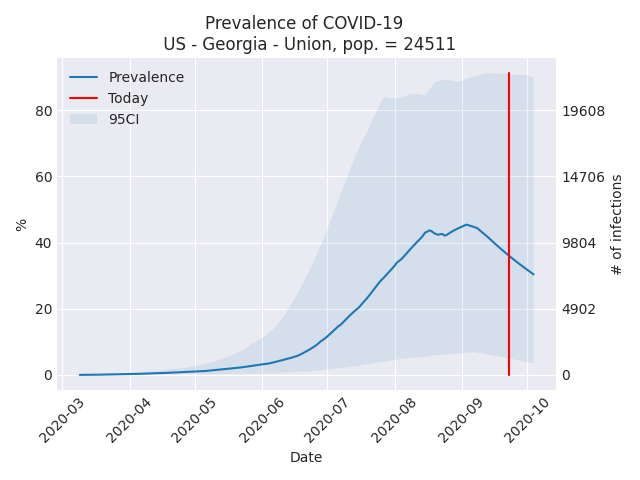 Prevalence of COVID-19
US - Georgia - Union, pop. = 24511
Prevalence
Today
95CI
%
80
60
40
20
0
19608
14706
9804
4902
0
# of infections
2020-03
2020-04
2020-05
2020-06
2020-07
2020-08
2020-09
2020-10
Date